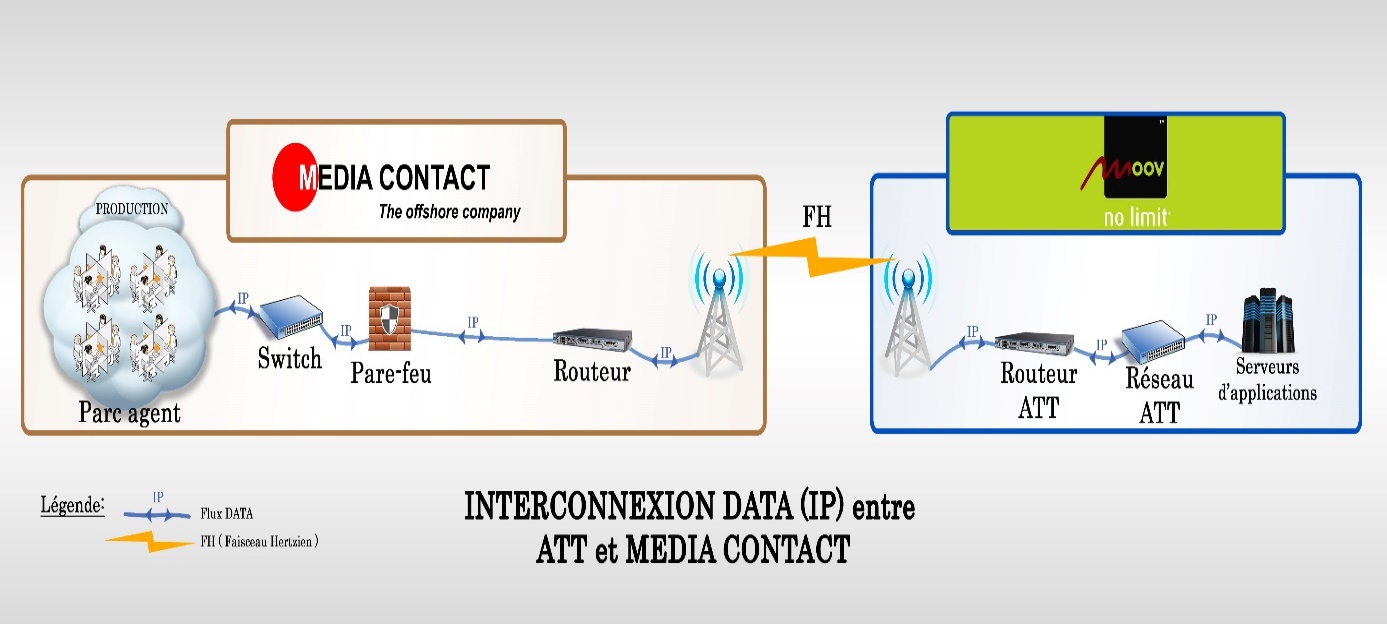 MEDIA CONTACT
The offshore company
moov
no limit
PRODUCTION
FH
IP
IP
IP
IP
IP
IP
IP
Switch
Pare-feu
Routeur
Parc agent
Routeur
ATT
Réseau
ATT
Serveurs
d'applications
Légende:
IP
Flux DATA
FH ( Faisceau Hertzien )
INTERCONNEXION DATA (IP) entre
ATT et MEDIA CONTACT